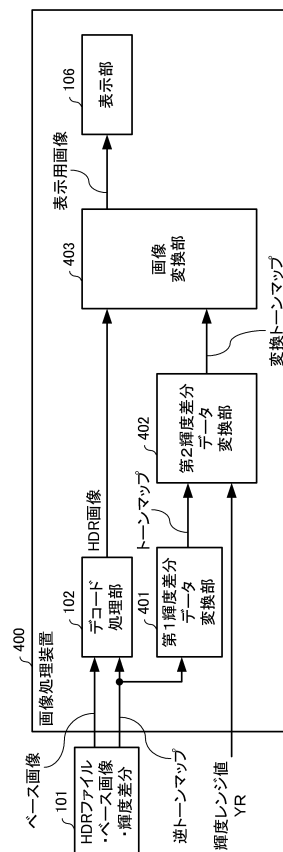 400
画像処理装置
ベース画像
101
HDRファイル
・ベース画像
・輝度差分
逆トーンマップ
輝度レンジ値
YR
102
デコード
処理部
HDR画像
401
第1輝度差分
データ
変換部
トーンマップ
402
第2輝度差分
データ
変換部
変換トーンマップ
403
画像
変換部
表示用画像
106
表示部